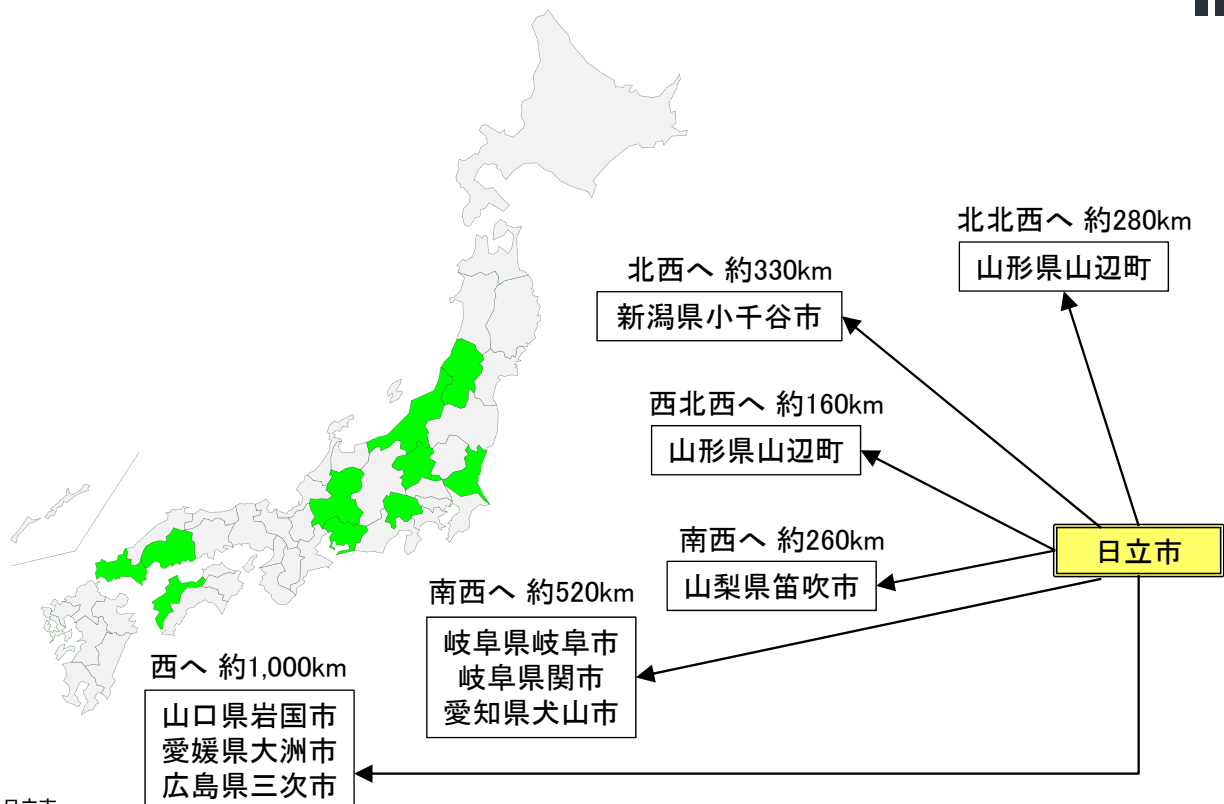 北北西へ 約280km
山形県山辺町
北西へ 約330km
新潟県小千谷市
西北西へ 約160km
山形県山辺町
日立市
南西へ 約260km
山梨県笛吹市
南西へ 約520km
岐阜県岐阜市
岐阜県関市
愛知県犬山市
西へ 約1,000km
山口県岩国市
愛媛県大洲市
広島県三次市